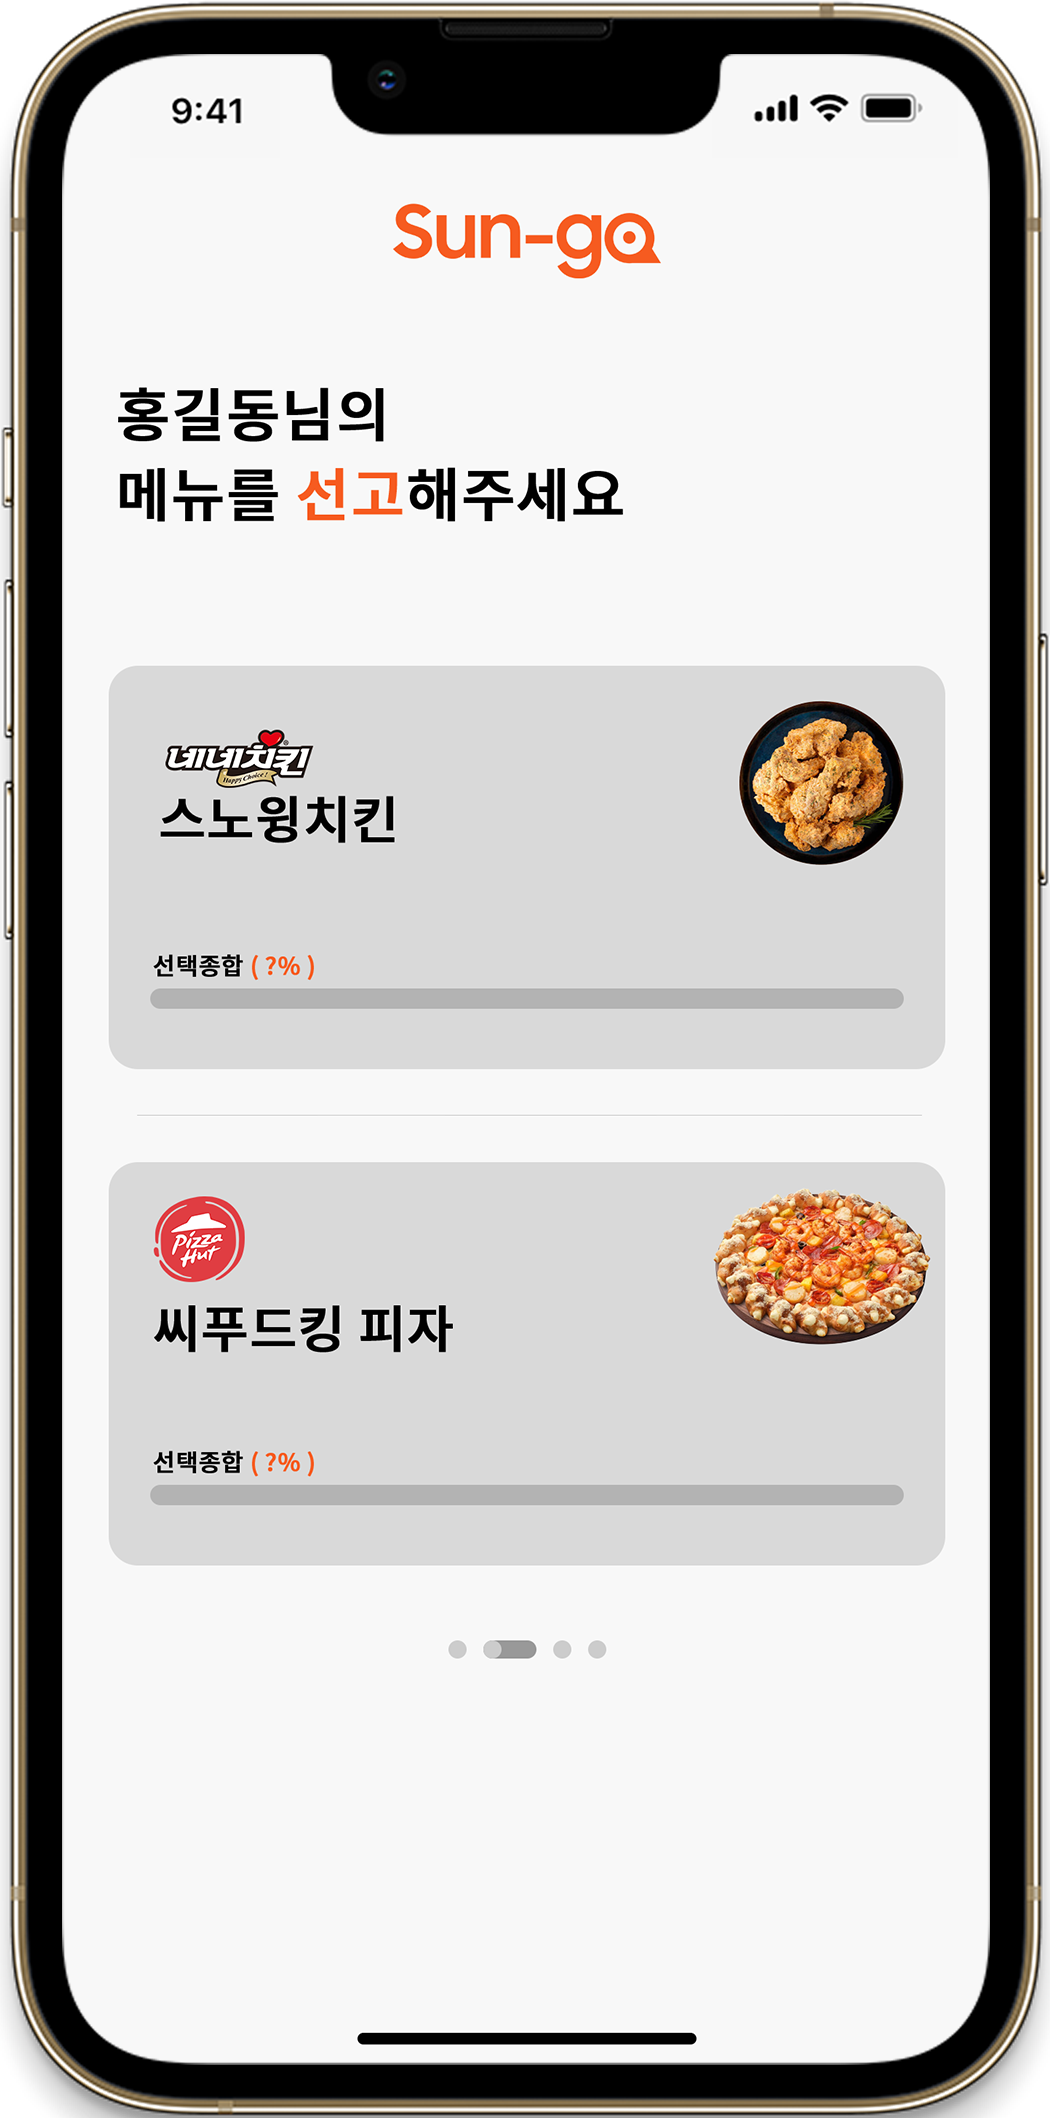 9:41
Sun-go
홍길동님의
메뉴를 선고해주세요
네네치킨
Happy Choice!
스노윙치킨
선택종합 ( ?% )
Pizza
Hut
씨푸드킹 피자
선택종합 ( ?% )